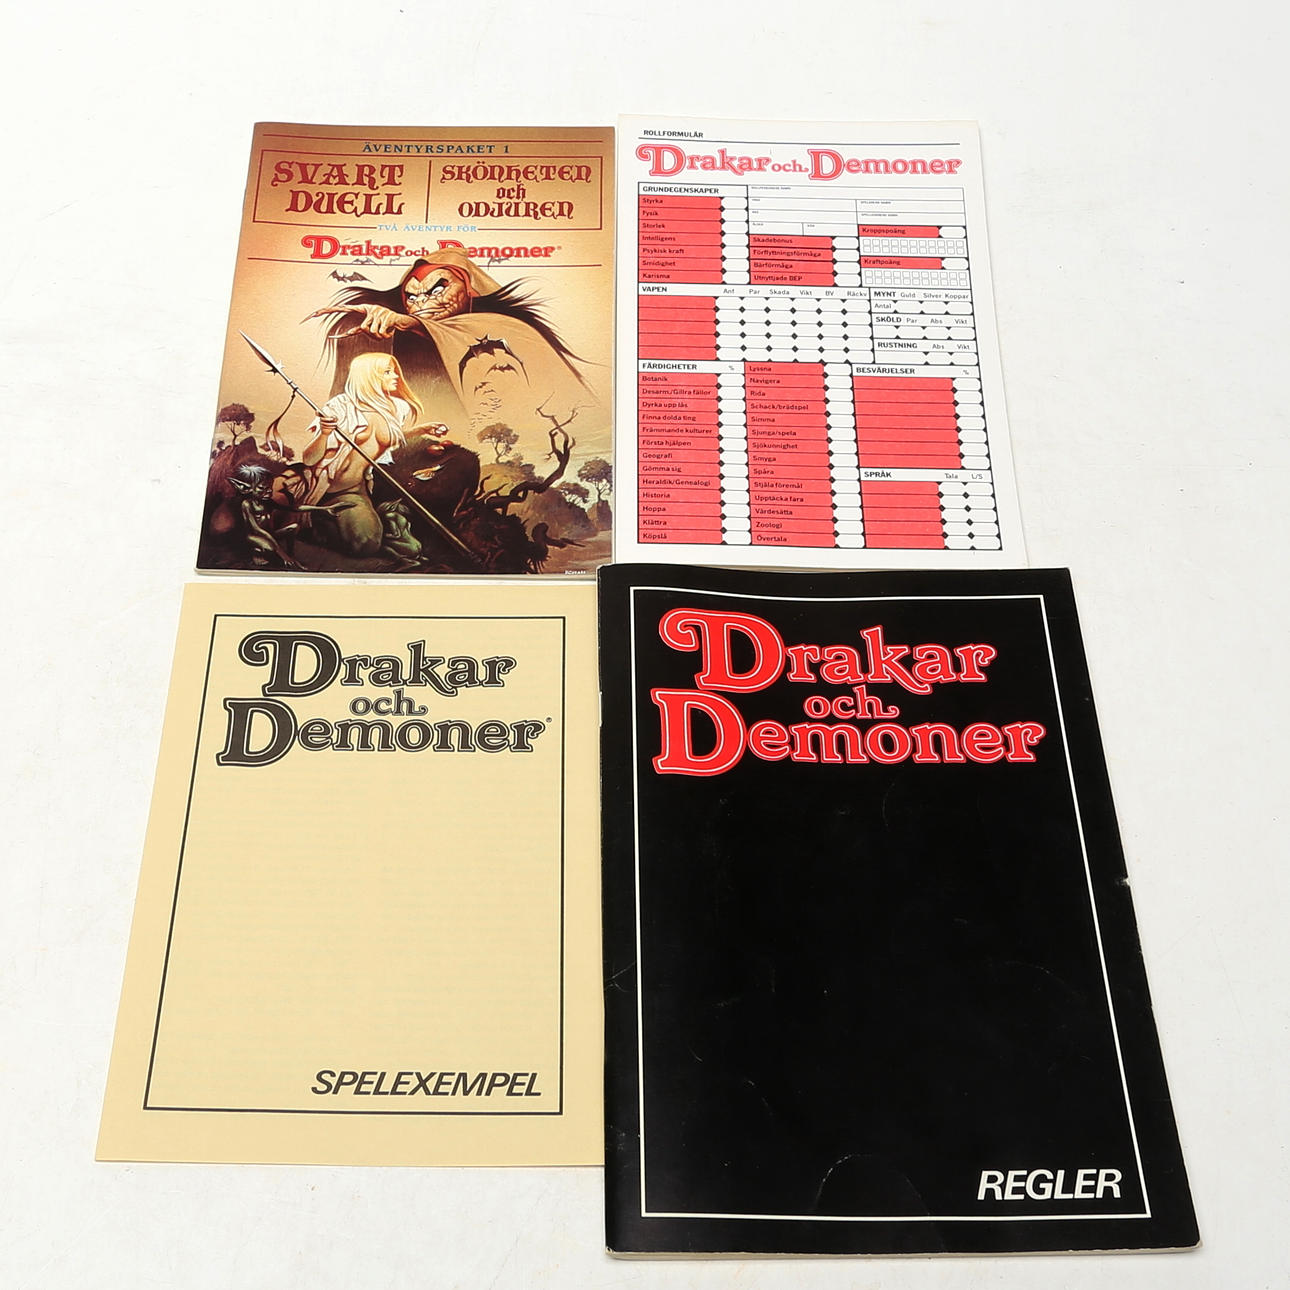 ÄVENTYRSPAKET 1
SVART
DUELL
SKÖNHETEN
och
ODJUREN
TVÅ ÄVENTYR FÖR
Drakar och Demoner®
ROLLFORMULÄR
Drakar och Demoner
GRUNDEGENSKAPER
Styrka
Fysik
Storlek
Intelligens
Psykisk kraft
Smidighet
Karisma
Skadebonus
Förflyttningsförmåga
Bärförmåga
Utnyttjade BEP
Kroppspoäng
Kraftpoäng
VAPEN Anf Par Skada Vikt BV Räckv
MYNT Guld Silver Koppar
Antal
SKÖLD Par Abs Vikt
RUSTNING Abs Vikt
FÄRDIGHETER %
Botanik
Desarm./Gillra fällor
Dyrka upp lås
Finna dolda ting
Främmande kulturer
Första hjälpen
Geografi
Gömma sig
Heraldik/Genealogi
Historia
Hoppa
Klättra
Köpslå
Lyssna
Navigera
Rida
Schack/brädspel
Simma
Sjunga/spela
Sjökunnighet
Smyga
Spåra
Stjäla föremål
Upptäcka fara
Värdesätta
Zoologi
Övertala
BESVÄRJELSER %
SPRÅK Tala L/S
Drakar
och
Demoner®
SPELEXEMPEL
Drakar
och
Demoner
REGLER